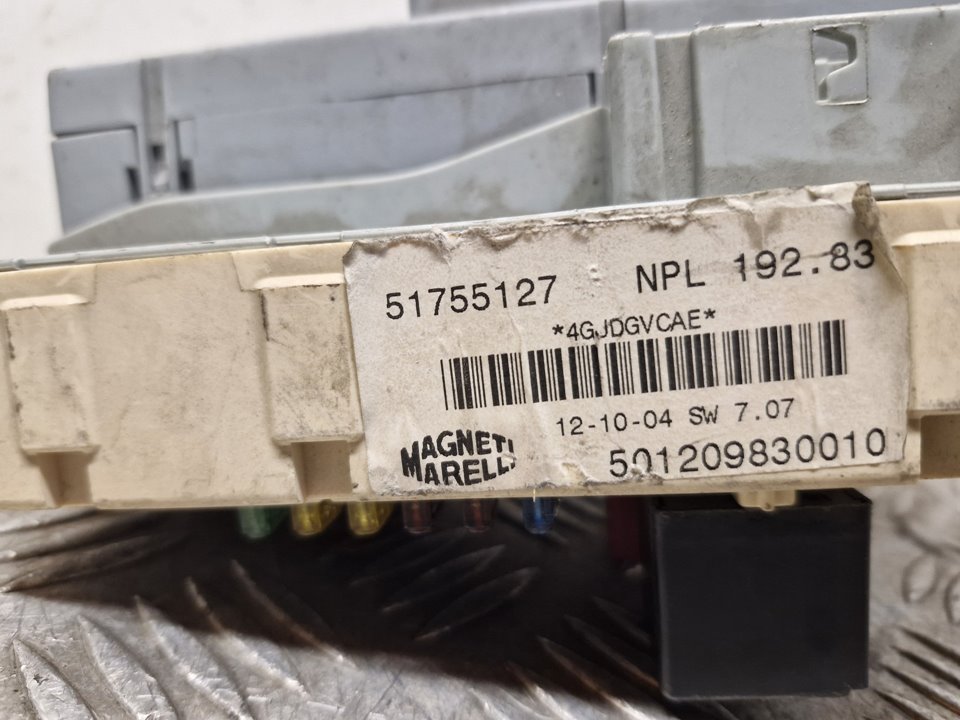 51755127 NPL 192.83
*4GJDGVCAE*
12-10-04 SW 7.07
MAGNETI
MARELLI
501209830010